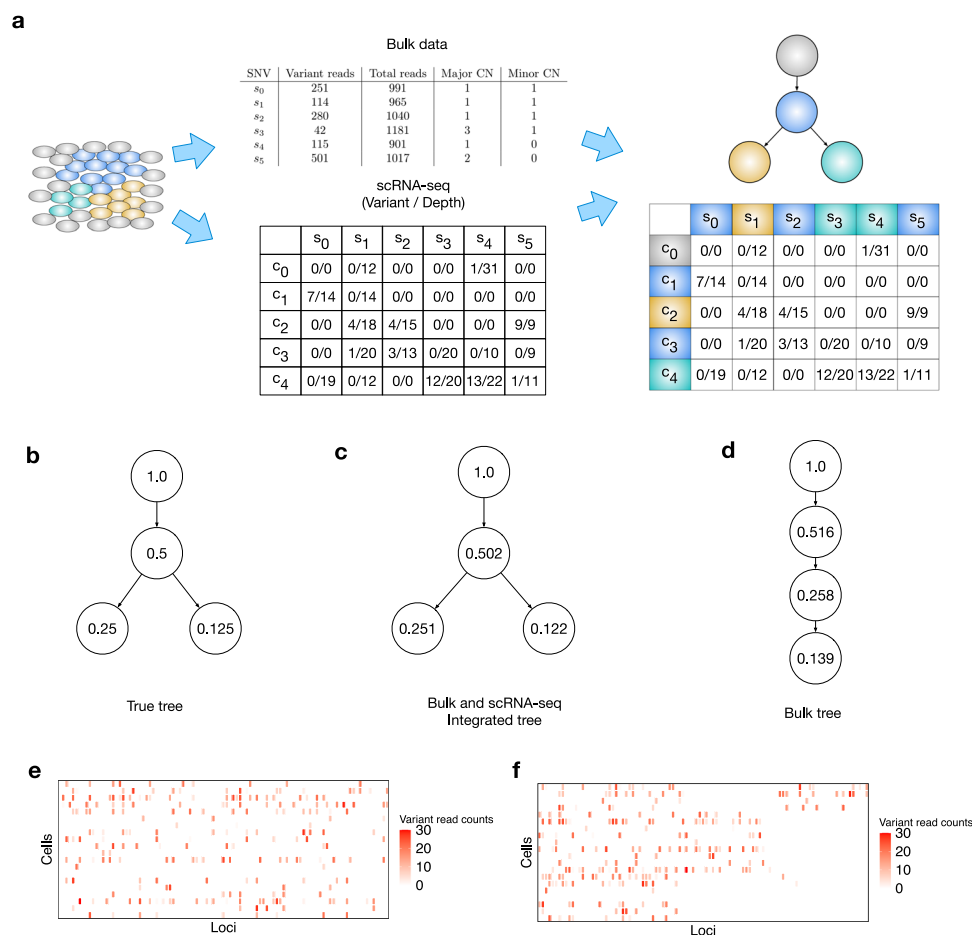 a
Bulk data
SNV Variant reads Total reads Major CN Minor CN
s0 251 991 1 1
s1 114 965 1 1
s2 280 1040 1 1
s3 42 1181 3 1
s4 115 901 1 0
s5 501 1017 2 0
scRNA-seq
(Variant / Depth)
s0 s1 s2 s3 s4 s5
c0 0/0 0/12 0/0 0/0 1/31 0/0
c1 7/14 0/14 0/0 0/0 0/0 0/0
c2 0/0 4/18 4/15 0/0 0/0 9/9
c3 0/0 1/20 3/13 0/20 0/10 0/9
c4 0/19 0/12 0/0 12/20 13/22 1/11
s0 s1 s2 s3 s4 s5
c0 0/0 0/12 0/0 0/0 1/31 0/0
c1 7/14 0/14 0/0 0/0 0/0 0/0
c2 0/0 4/18 4/15 0/0 0/0 9/9
c3 0/0 1/20 3/13 0/20 0/10 0/9
c4 0/19 0/12 0/0 12/20 13/22 1/11
b
1.0
0.5
0.25 0.125
True tree
c
1.0
0.502
0.251 0.122
Bulk and scRNA-seq
Integrated tree
d
1.0
0.516
0.258
0.139
Bulk tree
e
Cells
Loci
Variant read counts
30
20
10
0
f
Cells
Loci
Variant read counts
30
20
10
0